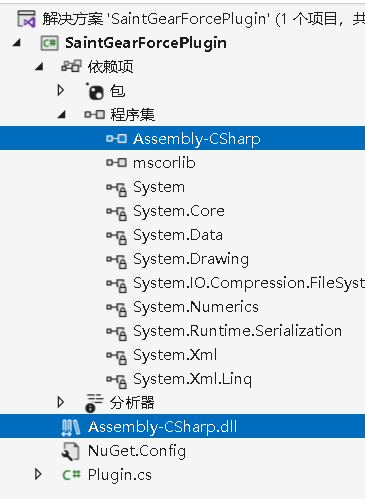 解决方案 'SaintGearForcePlugin' (1 个项目，共
SaintGearForcePlugin
依赖项
包
程序集
Assembly-CSharp
mscorlib
System
System.Core
System.Data
System.Drawing
System.IO.Compression.FileSyst
System.Numerics
System.Runtime.Serialization
System.Xml
System.Xml.Linq
分析器
Assembly-CSharp.dll
NuGet.Config
C# Plugin.cs